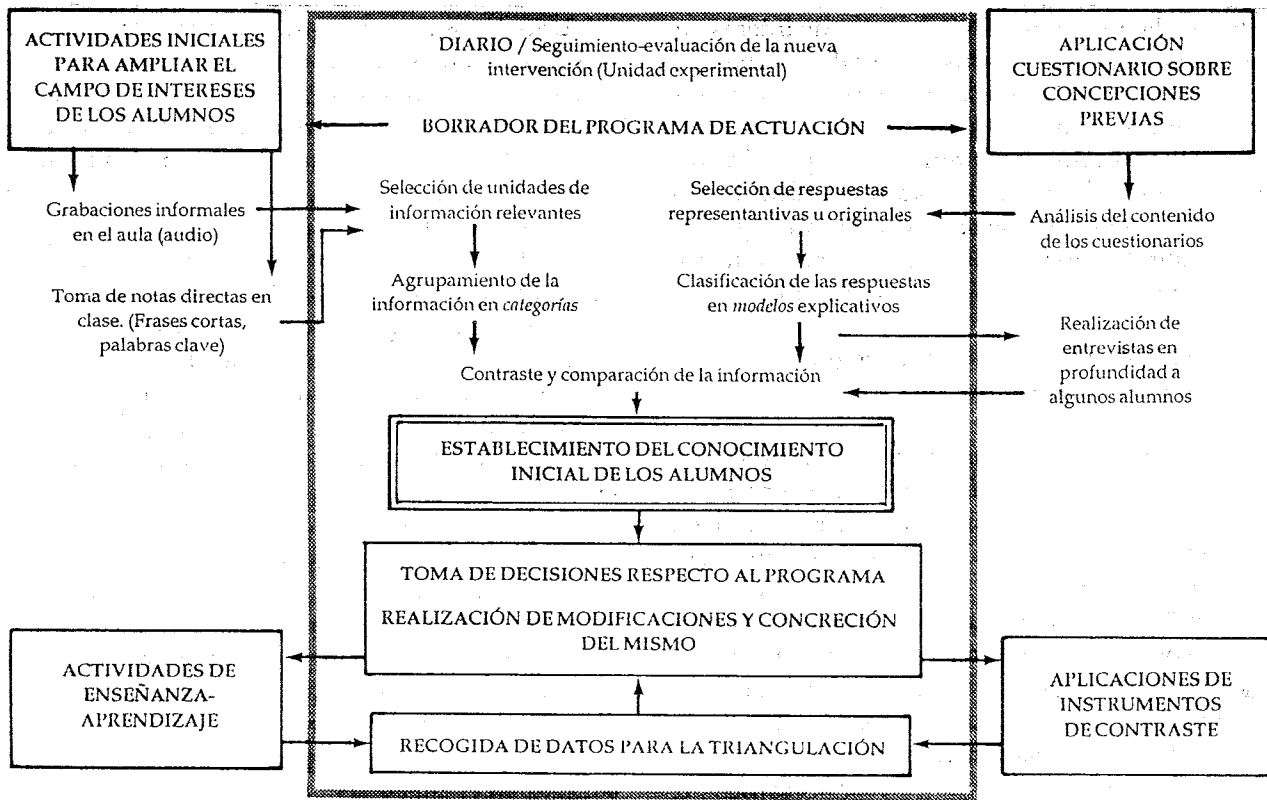 ACTIVIDADES INICIALES
PARA AMPLIAR EL
CAMPO DE INTERESES
DE LOS ALUMNOS
DIARIO / Seguimiento-evaluación de la nueva
intervención (Unidad experimental)
APLICACIÓN
CUESTIONARIO SOBRE
CONCEPCIONES
PREVIAS
BORRADOR DEL PROGRAMA DE ACTUACIÓN
Grabaciones informales
en el aula (audio)
Selección de unidades de
información relevantes
Selección de respuestas
representantivas u originales
Análisis del contenido
de los cuestionarios
Toma de notas directas en
clase. (Frases cortas,
palabras clave)
Agrupamiento de la
información en categorías
Clasificación de las respuestas
en modelos explicativos
Realización de
entrevistas en
profundidad a
algunos alumnos
Contraste y comparación de la información
ESTABLECIMIENTO DEL CONOCIMIENTO
INICIAL DE LOS ALUMNOS
TOMA DE DECISIONES RESPECTO AL PROGRAMA
REALIZACIÓN DE MODIFICACIONES Y CONCRECIÓN
DEL MISMO
ACTIVIDADES DE
ENSEÑANZA-
APRENDIZAJE
APLICACIONES DE
INSTRUMENTOS
DE CONTRASTE
RECOGIDA DE DATOS PARA LA TRIANGULACIÓN